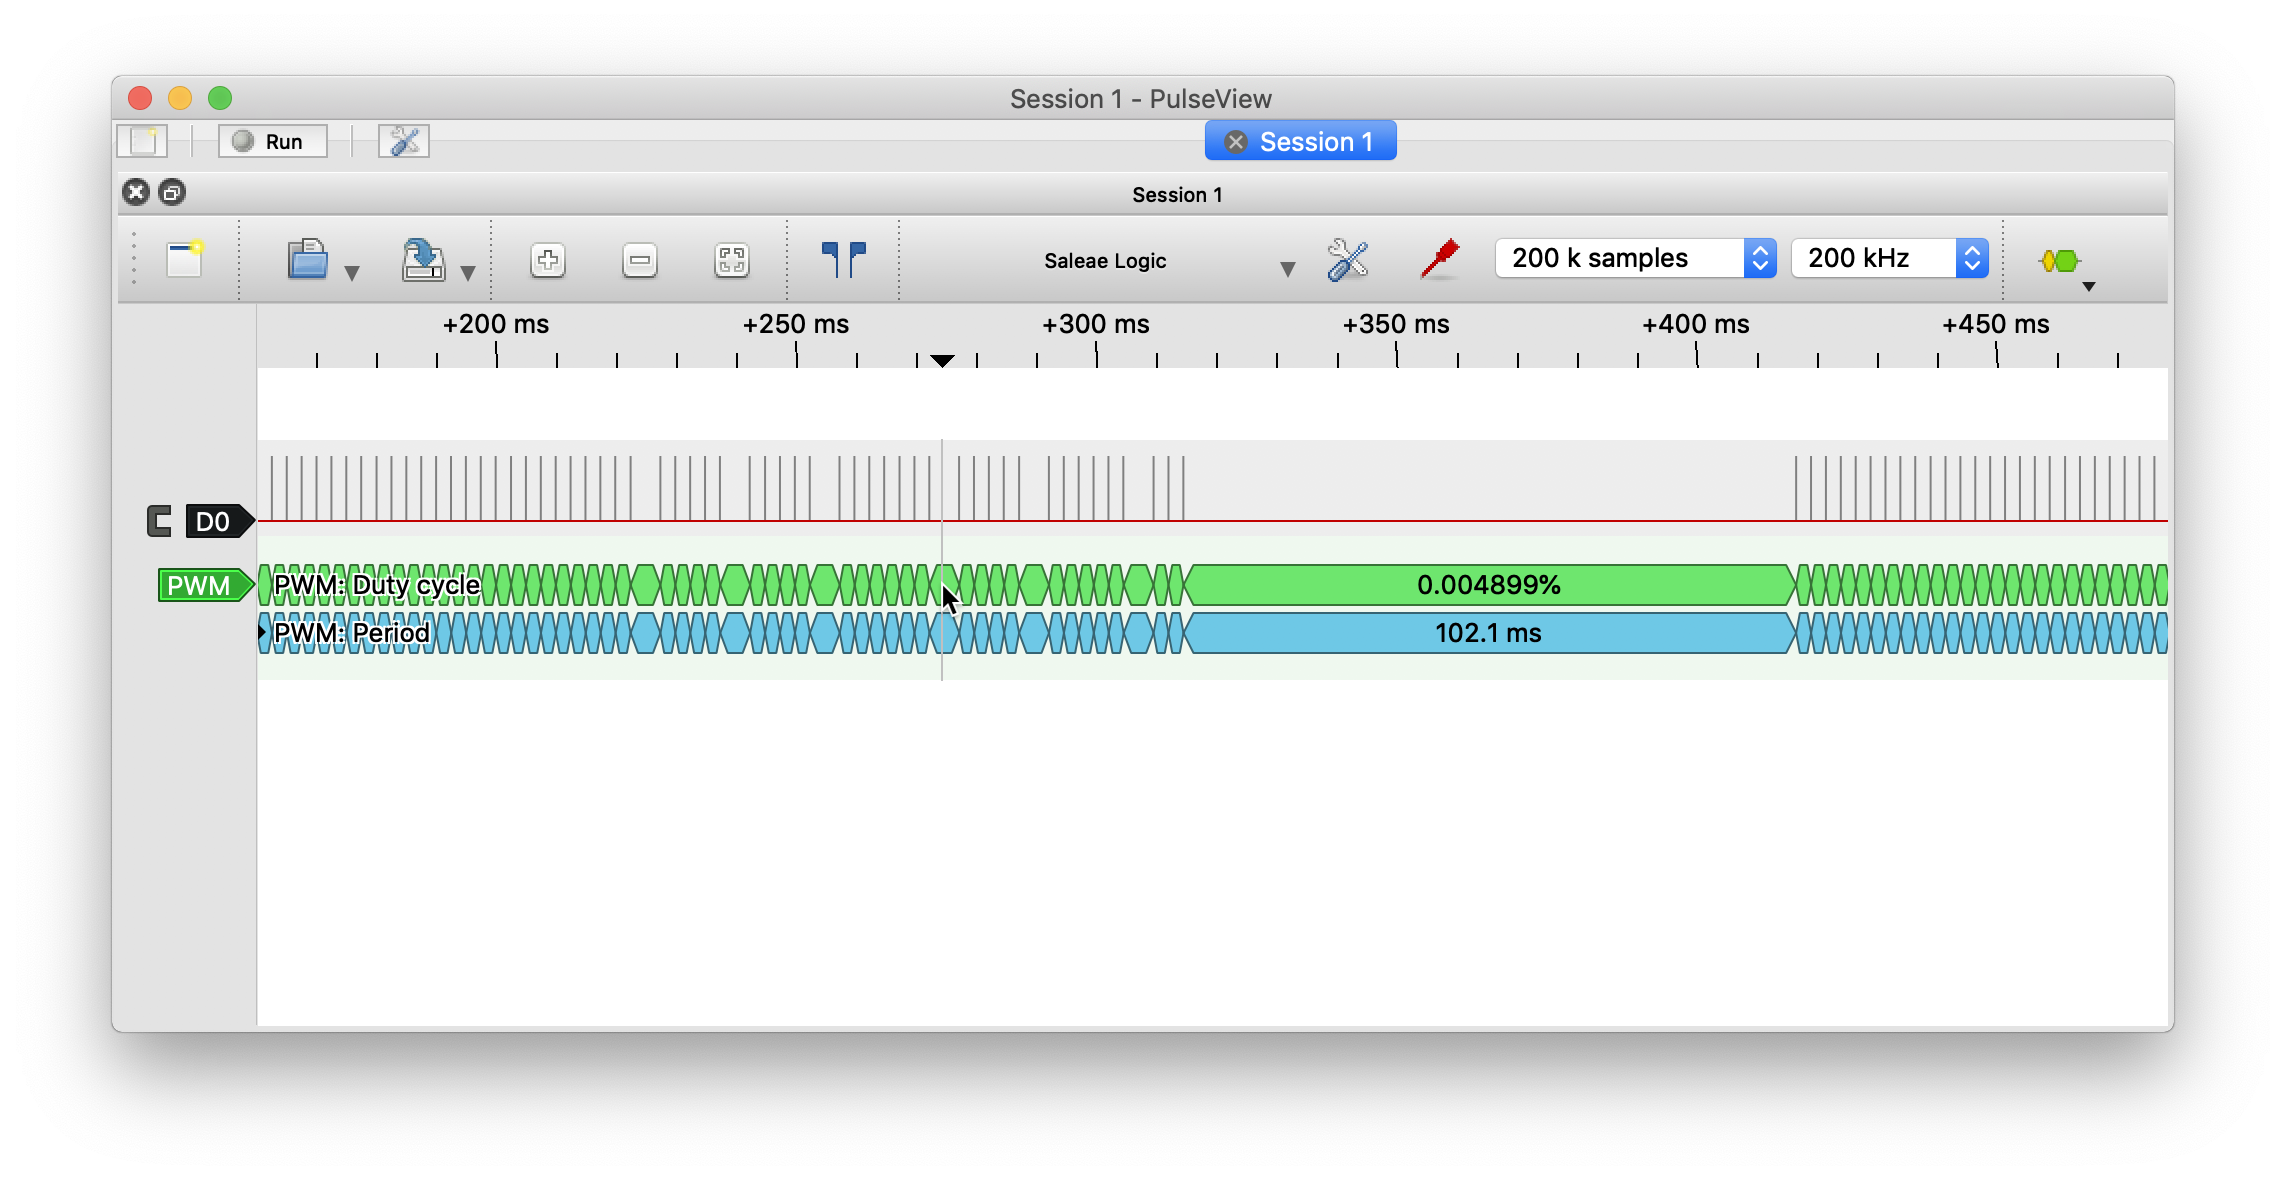 Session 1 - PulseView
Run
Session 1
Session 1
Saleae Logic
200 k samples
200 kHz
+200 ms +250 ms +300 ms +350 ms +400 ms +450 ms
D0
PWM PWM: Duty cycle 0.004899%
PWM: Period 102.1 ms